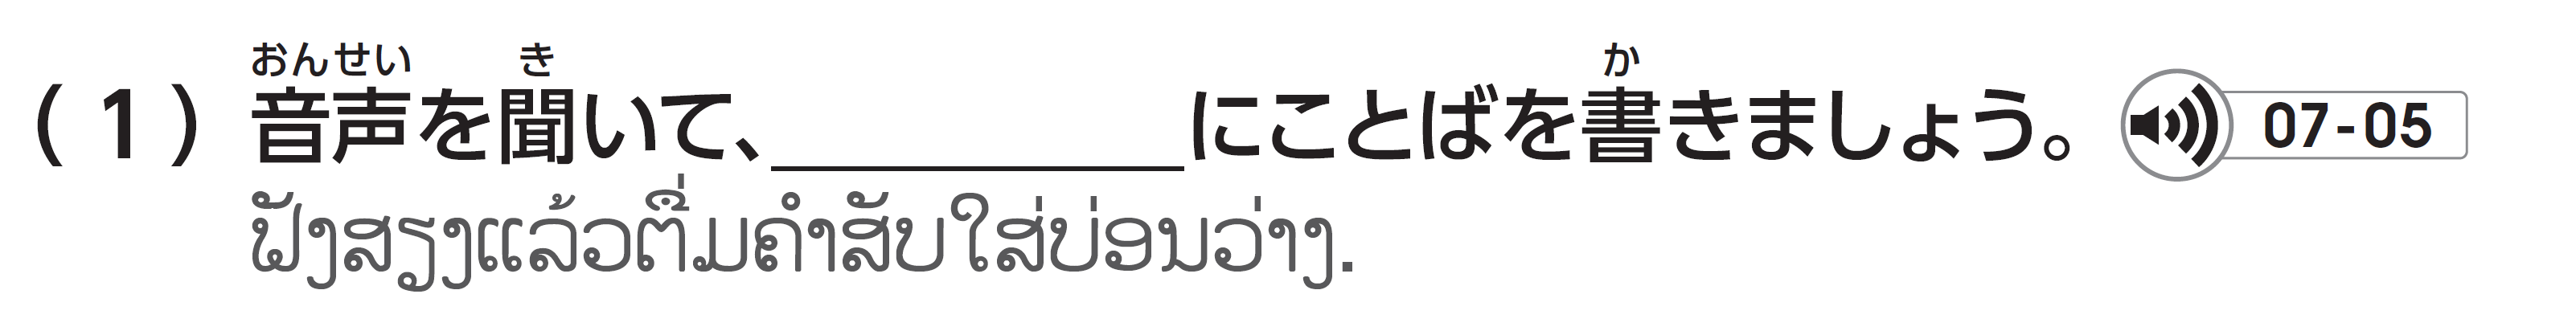 おんせい き か
（1）音声を聞いて、＿＿＿＿＿にことばを書きましょう。 07-05
ຟັງສຽງແລ້ວຕື່ມຄຳສັບໃສ່ບ່ອນວ່າງ.